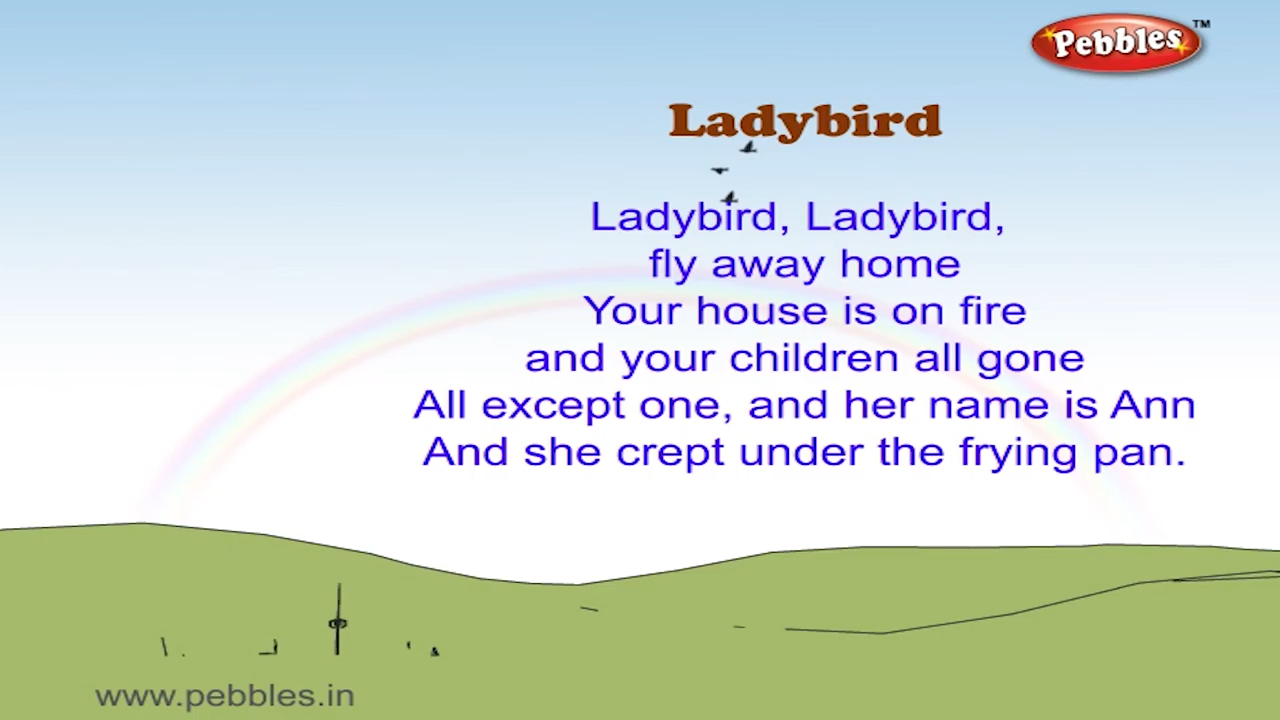 Pebbles™
Ladybird
Ladybird, Ladybird,
fly away home
Your house is on fire
and your children all gone
All except one, and her name is Ann
And she crept under the frying pan.
www.pebbles.in